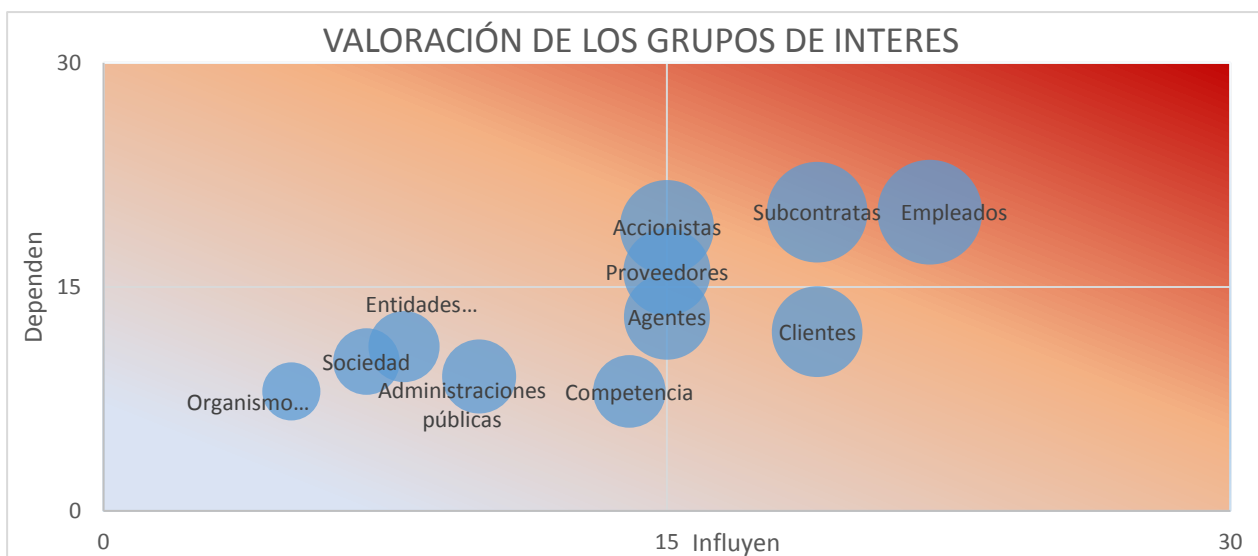 VALORACIÓN DE LOS GRUPOS DE INTERES
30
Accionistas
Subcontratas
Empleados
Proveedores
Dependen
15
Entidades...
Agentes
Clientes
Sociedad
Organismo...
Administraciones
públicas
Competencia
0
0
15
Influyen
30